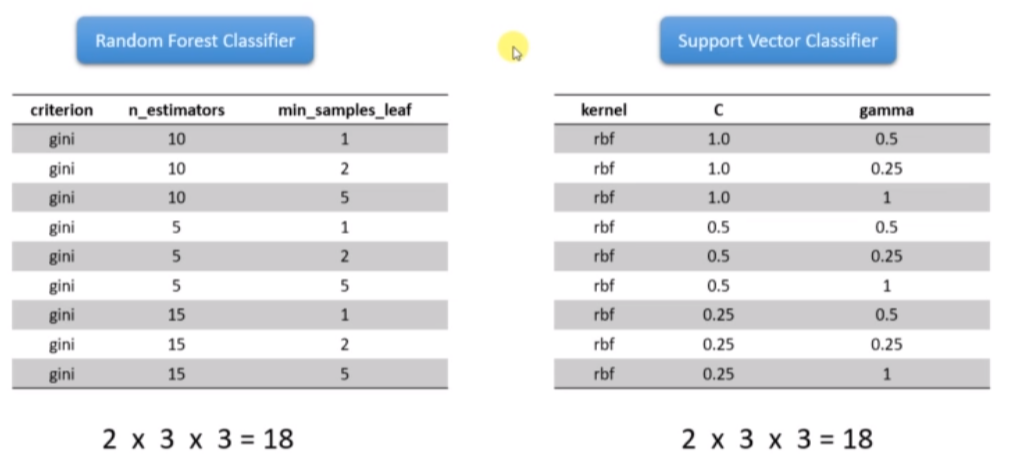 Random Forest Classifier
criterion n_estimators min_samples_leaf
gini 10 1
gini 10 2
gini 10 5
gini 5 1
gini 5 2
gini 5 5
gini 15 1
gini 15 2
gini 15 5
2 x 3 x 3 = 18
Support Vector Classifier
kernel C gamma
rbf 1.0 0.5
rbf 1.0 0.25
rbf 1.0 1
rbf 0.5 0.5
rbf 0.5 0.25
rbf 0.5 1
rbf 0.25 0.5
rbf 0.25 0.25
rbf 0.25 1
2 x 3 x 3 = 18